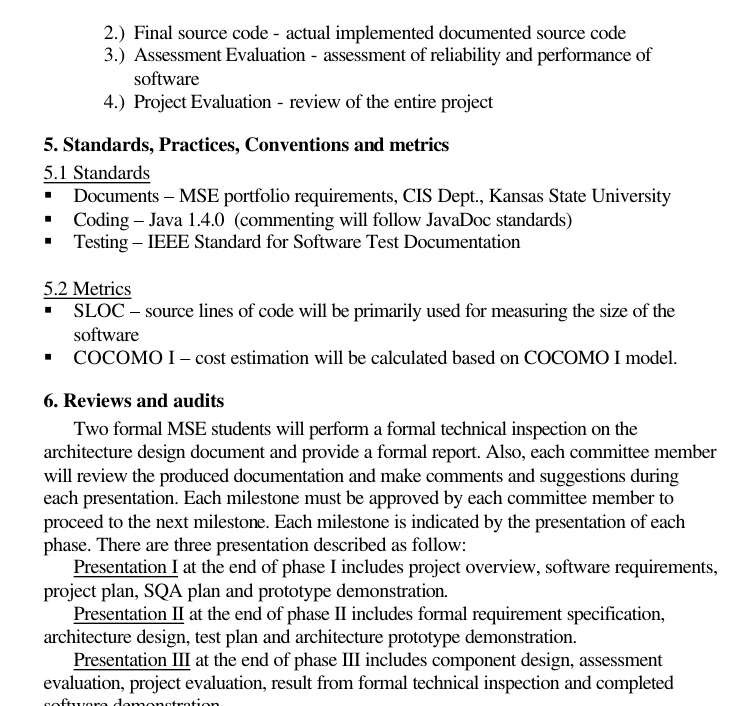 2.) Final source code - actual implemented documented source code
3.) Assessment Evaluation - assessment of reliability and performance of
software
4.) Project Evaluation - review of the entire project
5. Standards, Practices, Conventions and metrics
5.1 Standards
▪ Documents – MSE portfolio requirements, CIS Dept., Kansas State University
▪ Coding – Java 1.4.0 (commenting will follow JavaDoc standards)
▪ Testing – IEEE Standard for Software Test Documentation
5.2 Metrics
▪ SLOC – source lines of code will be primarily used for measuring the size of the
software
▪ COCOMO I – cost estimation will be calculated based on COCOMO I model.
6. Reviews and audits
Two formal MSE students will perform a formal technical inspection on the
architecture design document and provide a formal report. Also, each committee member
will review the produced documentation and make comments and suggestions during
each presentation. Each milestone must be approved by each committee member to
proceed to the next milestone. Each milestone is indicated by the presentation of each
phase. There are three presentation described as follow:
Presentation I at the end of phase I includes project overview, software requirements,
project plan, SQA plan and prototype demonstration.
Presentation II at the end of phase II includes formal requirement specification,
architecture design, test plan and architecture prototype demonstration.
Presentation III at the end of phase III includes component design, assessment
evaluation, project evaluation, result from formal technical inspection and completed
software demonstration